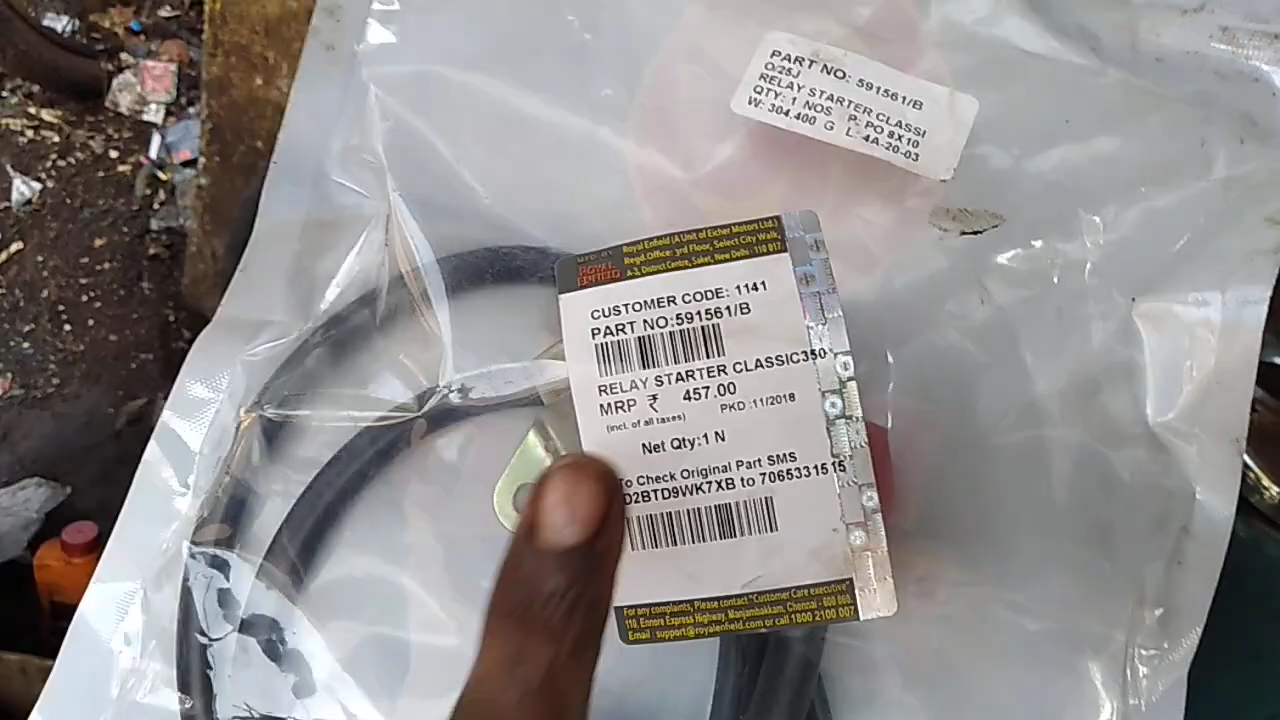 PART NO: 591561/B
O/25J
RELAY STARTER CLASSI
QTY: 1 NOS P: PO 8X10
W: 304.400 G L: 4A-20-03
MFD BY
ROYAL
ENFIELD
Royal Enfield (A Unit of Eicher Motors Ltd.)
Regd.Office: 3rd Floor, Select City Walk,
A-3, District Centre, Saket, New Delhi - 110 017.
CUSTOMER CODE: 1141
PART NO:591561/B
RELAY STARTER CLASSIC350
MRP ₹ 457.00
(incl. of all taxes) PKD :11/2018
Net Qty:1 N
To Check Original Part SMS
D2BTD9WK7XB to 7065331515
For any complaints, Please contact "Customer Care executive"
110, Ennore Express Highway, Manjambakkam, Chennai - 600 060.
Email : support@royalenfield.com or call 1800 2100 007